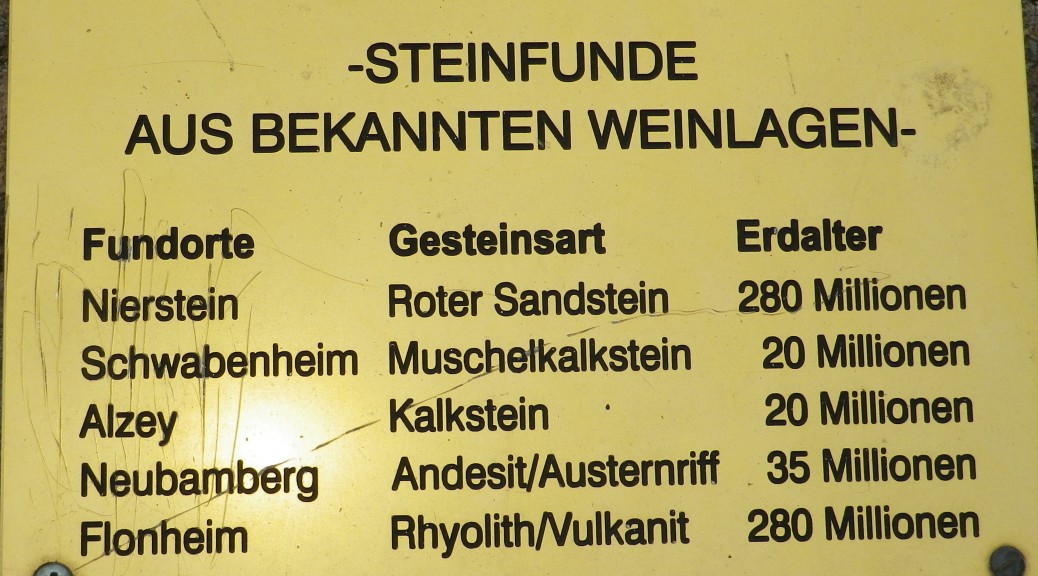 -STEINFUNDE
AUS BEKANNTEN WEINLAGEN-
Fundorte Gesteinsart Erdalter
Nierstein Roter Sandstein 280 Millionen
Schwabenheim Muschelkalkstein 20 Millionen
Alzey Kalkstein 20 Millionen
Neubamberg Andesit/Austernriff 35 Millionen
Flonheim Rhyolith/Vulkanit 280 Millionen